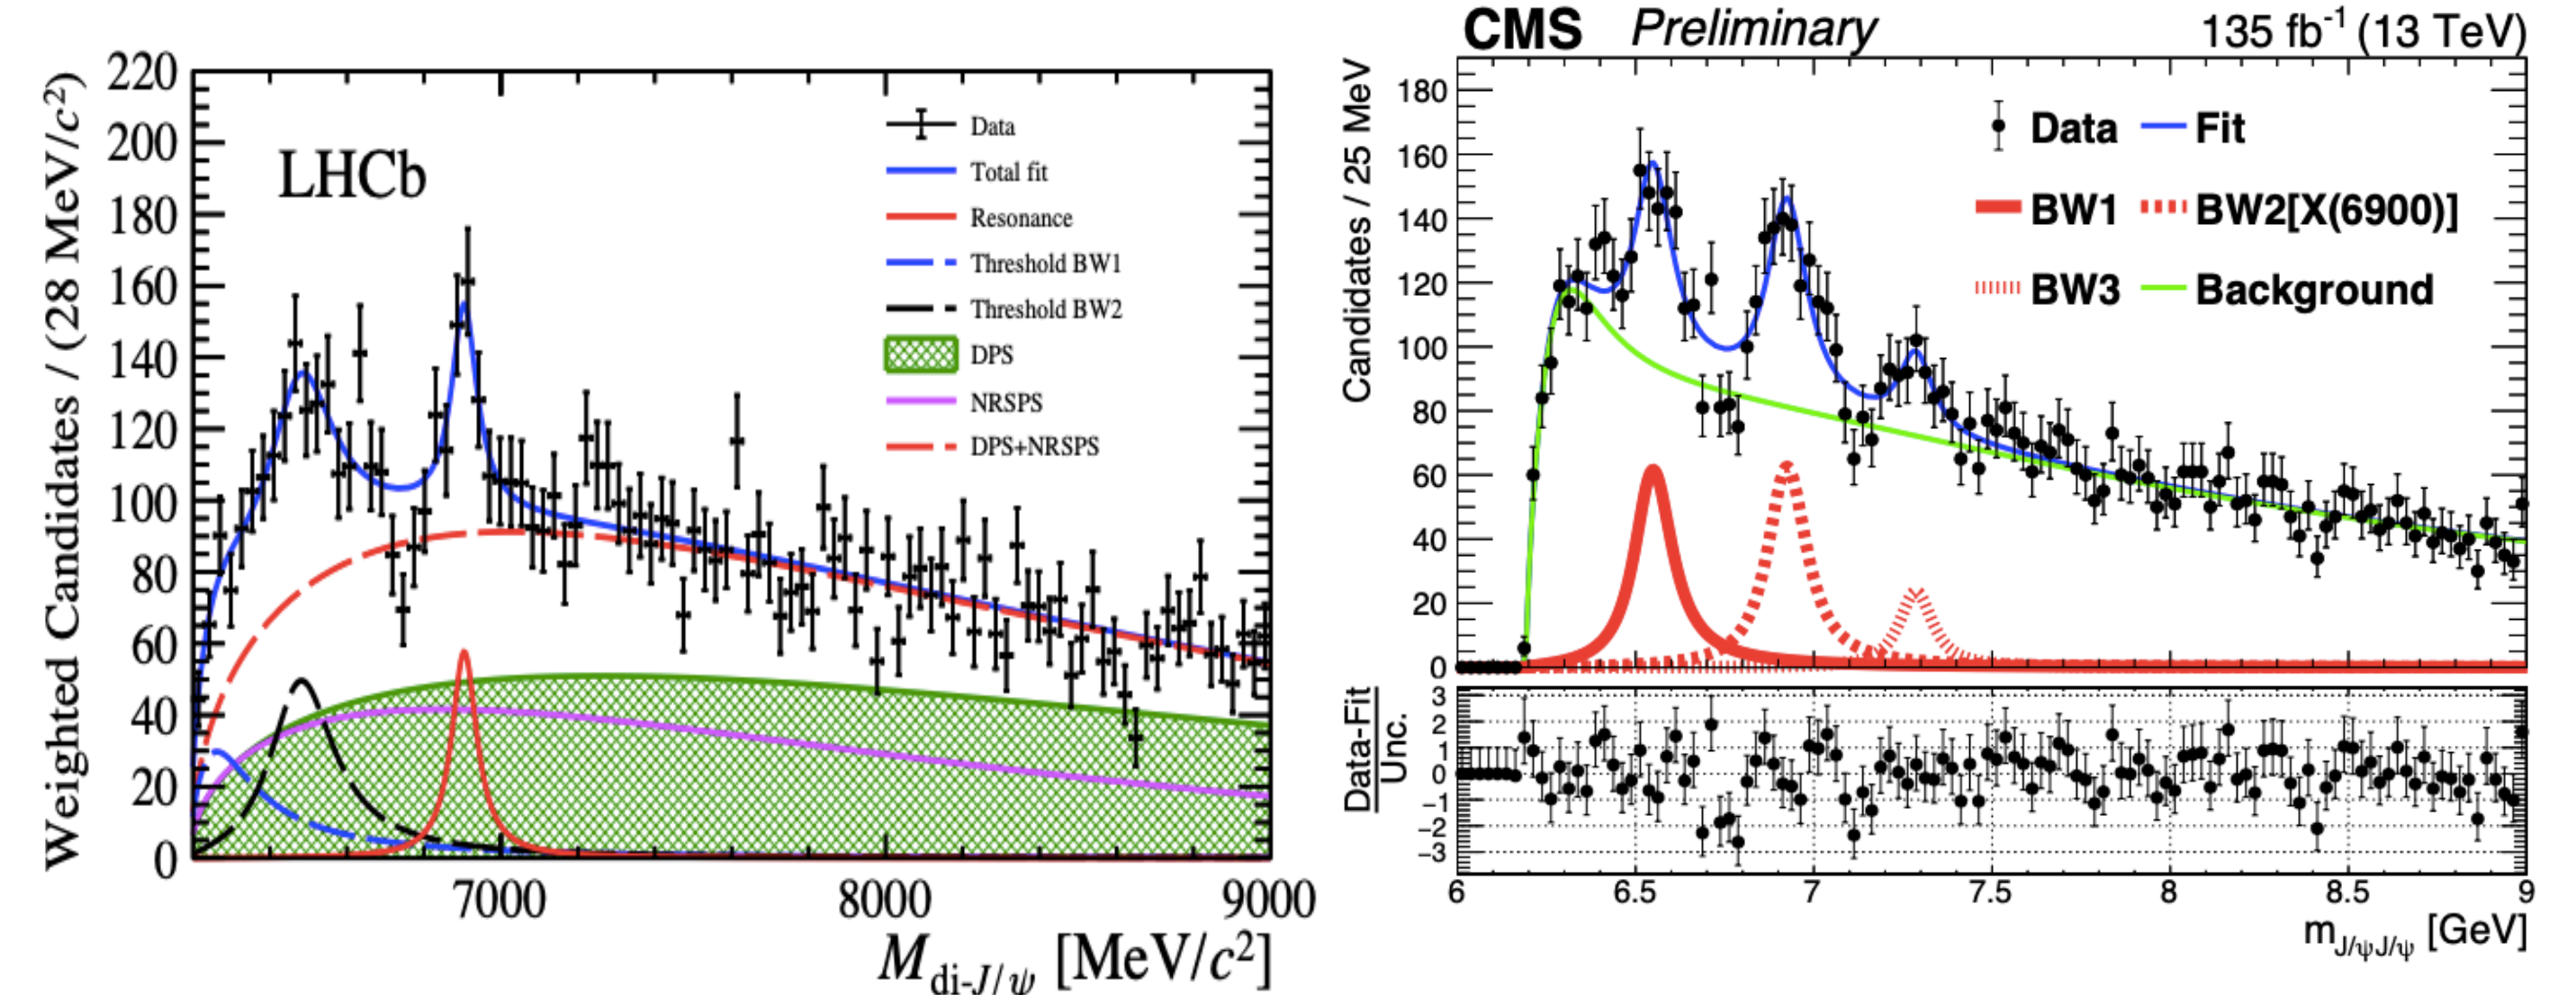 220
200
180
160
140
120
100
80
60
40
20
0
Weighted Candidates / (28 MeV/c²)
LHCb
Data
Total fit
Resonance
Threshold BW1
Threshold BW2
DPS
NRSPS
DPS+NRSPS
7000 8000 9000
M_di-J/ψ [MeV/c²]
CMS Preliminary 135 fb⁻¹ (13 TeV)
180
160
140
120
100
80
60
40
20
0
Candidates / 25 MeV
Data Fit
BW1 BW2[X(6900)]
BW3 Background
3
2
1
0
−1
−2
−3
Data-Fit
Unc.
6 6.5 7 7.5 8 8.5 9
m_J/ψJ/ψ [GeV]